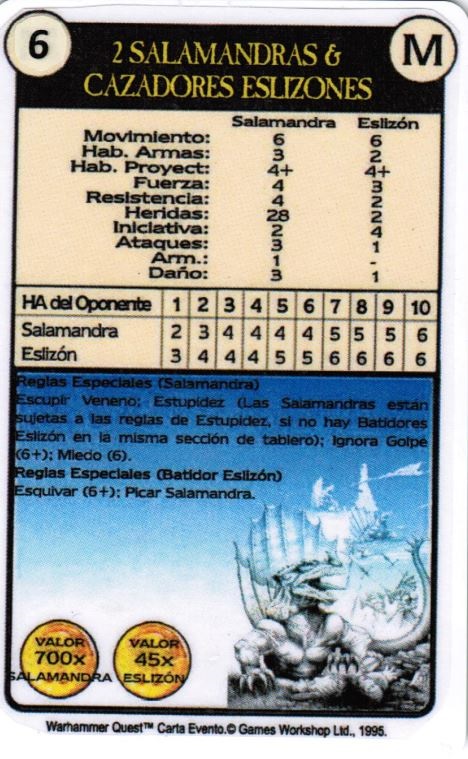 6
M
2 SALAMANDRAS &
CAZADORES ESLIZONES
Salamandra Eslizón
Movimiento: 6 6
Hab. Armas: 3 2
Hab. Proyect: 4+ 4+
Fuerza: 4 3
Resistencia: 4 2
Heridas: 28 2
Iniciativa: 2 4
Ataques: 3 1
Arm.: 1 -
Daño: 3 1
HA del Oponente 1 2 3 4 5 6 7 8 9 10
Salamandra 2 3 4 4 4 4 5 5 5 6
Eslizón 3 4 4 4 5 5 6 6 6 6
Reglas Especiales (Salamandra)
Escupir Veneno; Estupidez (Las Salamandras están
sujetas a las reglas de Estupidez, si no hay Batidores
Eslizón en la misma sección de tablero); Ignora Golpe
(6+); Miedo (6).
Reglas Especiales (Batidor Eslizón)
Esquivar (6+); Picar Salamandra.
VALOR
700x
SALAMANDRA
VALOR
45x
ESLIZÓN
Warhammer Quest™ Carta Evento.© Games Workshop Ltd., 1995.